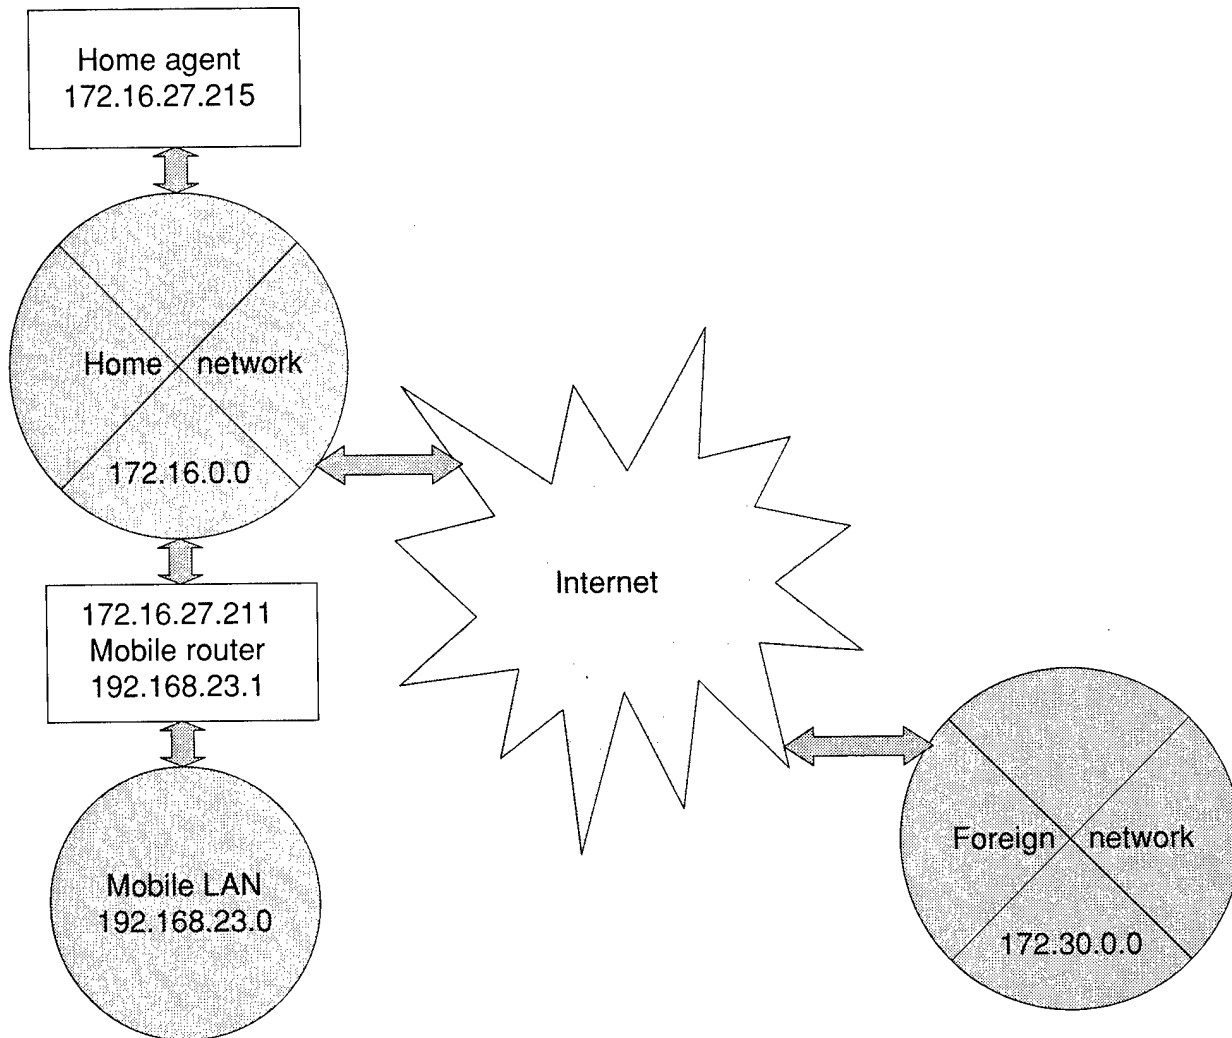 Home agent
172.16.27.215
Home network
172.16.0.0
172.16.27.211
Mobile router
192.168.23.1
Mobile LAN
192.168.23.0
Internet
Foreign network
172.30.0.0